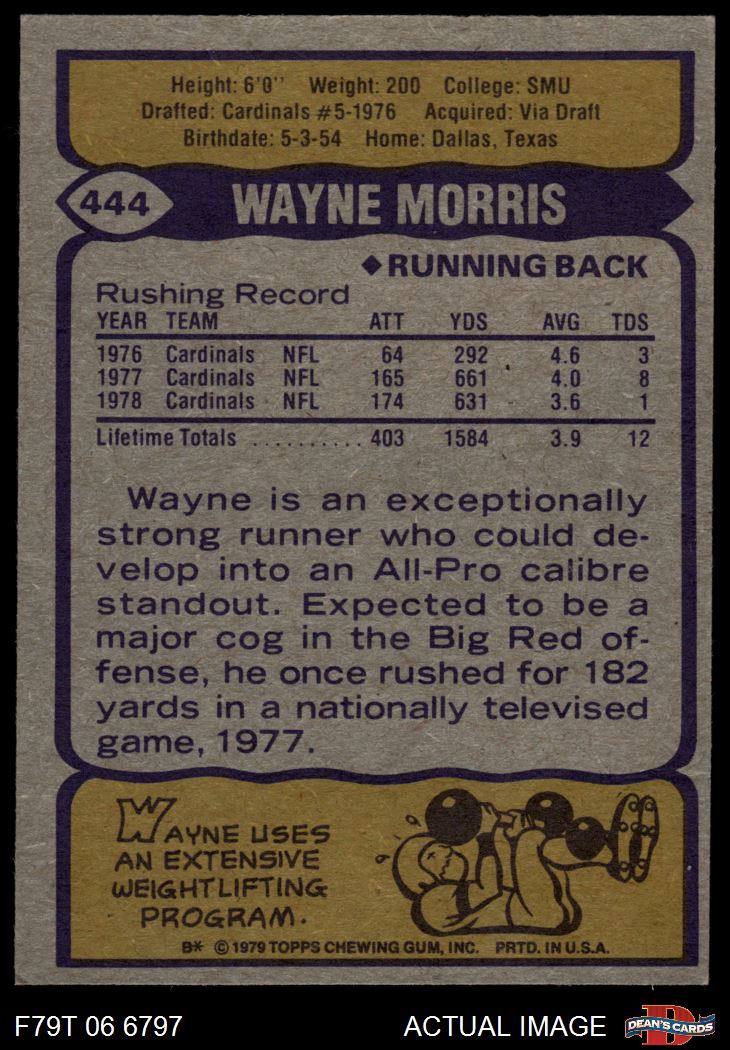 Height: 6'0" Weight: 200 College: SMU
Drafted: Cardinals #5-1976 Acquired: Via Draft
Birthdate: 5-3-54 Home: Dallas, Texas
444 WAYNE MORRIS
◆RUNNING BACK
Rushing Record
YEAR TEAM ATT YDS AVG TDS
1976 Cardinals NFL 64 292 4.6 3
1977 Cardinals NFL 165 661 4.0 8
1978 Cardinals NFL 174 631 3.6 1
Lifetime Totals .......... 403 1584 3.9 12
Wayne is an exceptionally
strong runner who could de-
velop into an All-Pro calibre
standout. Expected to be a
major cog in the Big Red of-
fense, he once rushed for 182
yards in a nationally televised
game, 1977.
WAYNE USES
AN EXTENSIVE
WEIGHTLIFTING
PROGRAM.
B* © 1979 TOPPS CHEWING GUM, INC. PRTD. IN U.S.A.
F79T 06 6797 ACTUAL IMAGE D DEAN'S CARDS